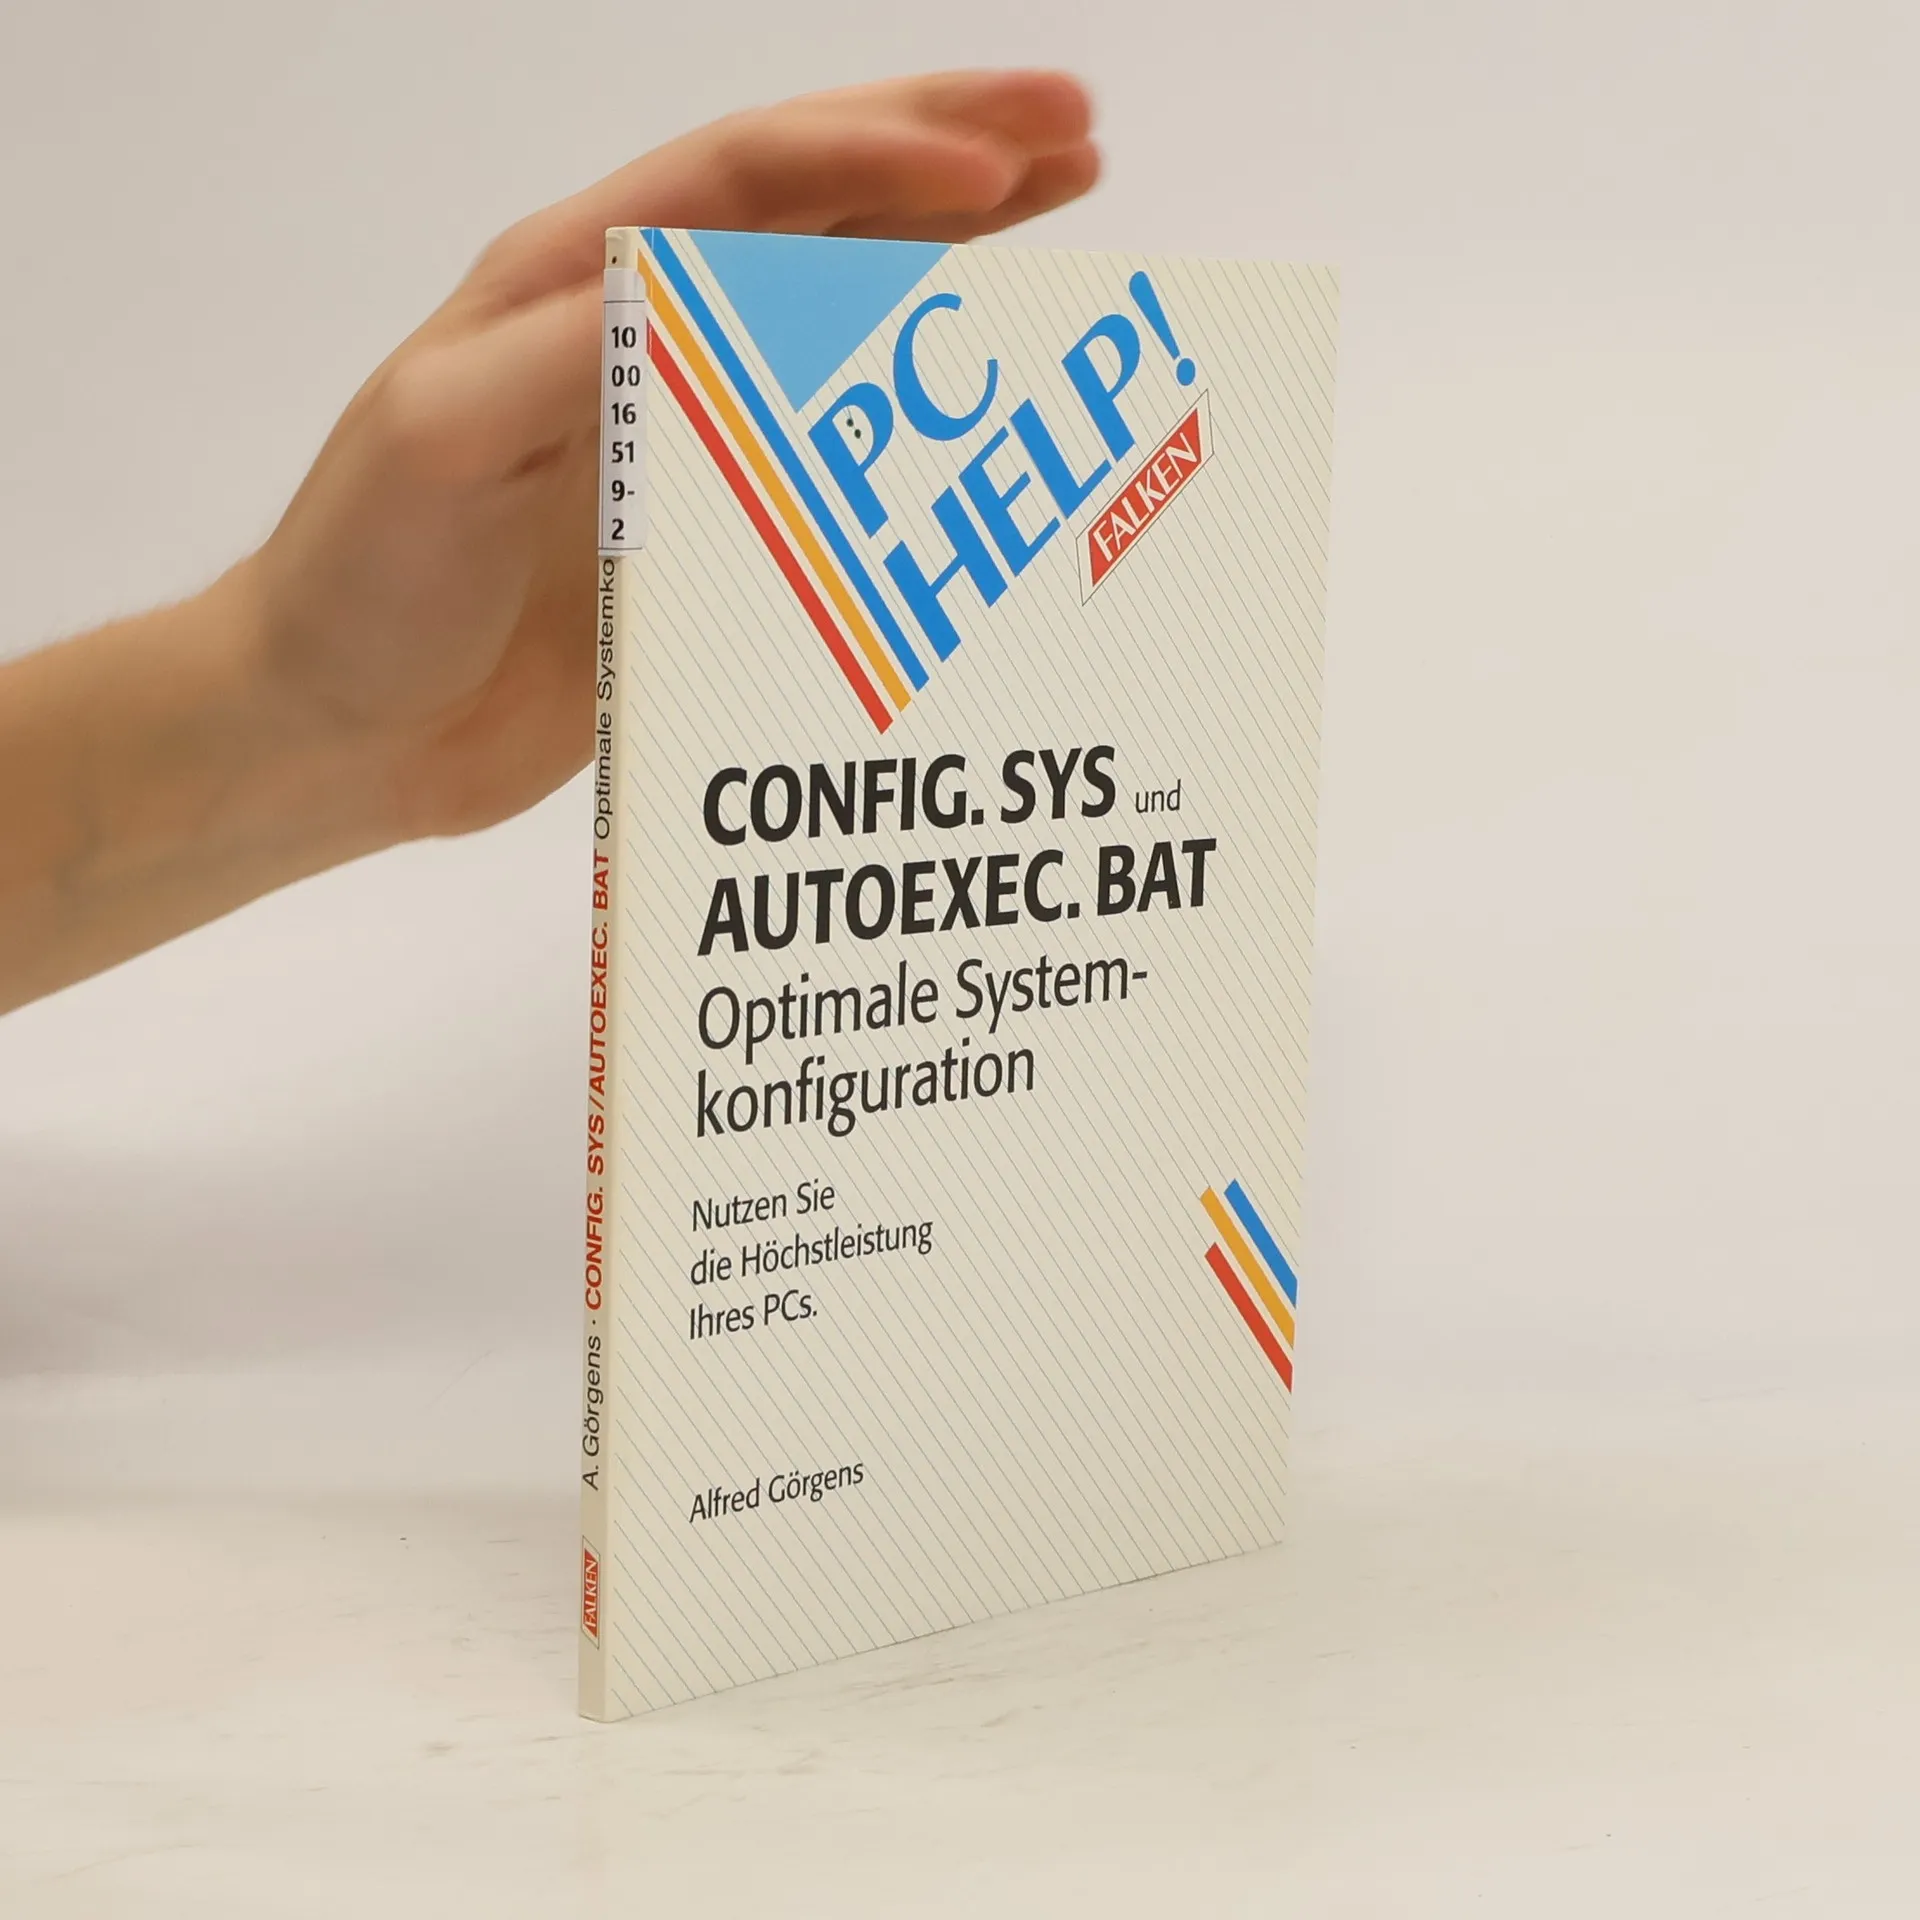 PC
HELP!
FALKEN
CONFIG. SYS und
AUTOEXEC. BAT
Optimale System-
konfiguration
Nutzen Sie
die Höchstleistung
Ihres PCs.
Alfred Görgens
10
00
16
51
9-
2
A. Görgens · CONFIG. SYS/AUTOEXEC. BAT Optimale Systemko
FALKEN